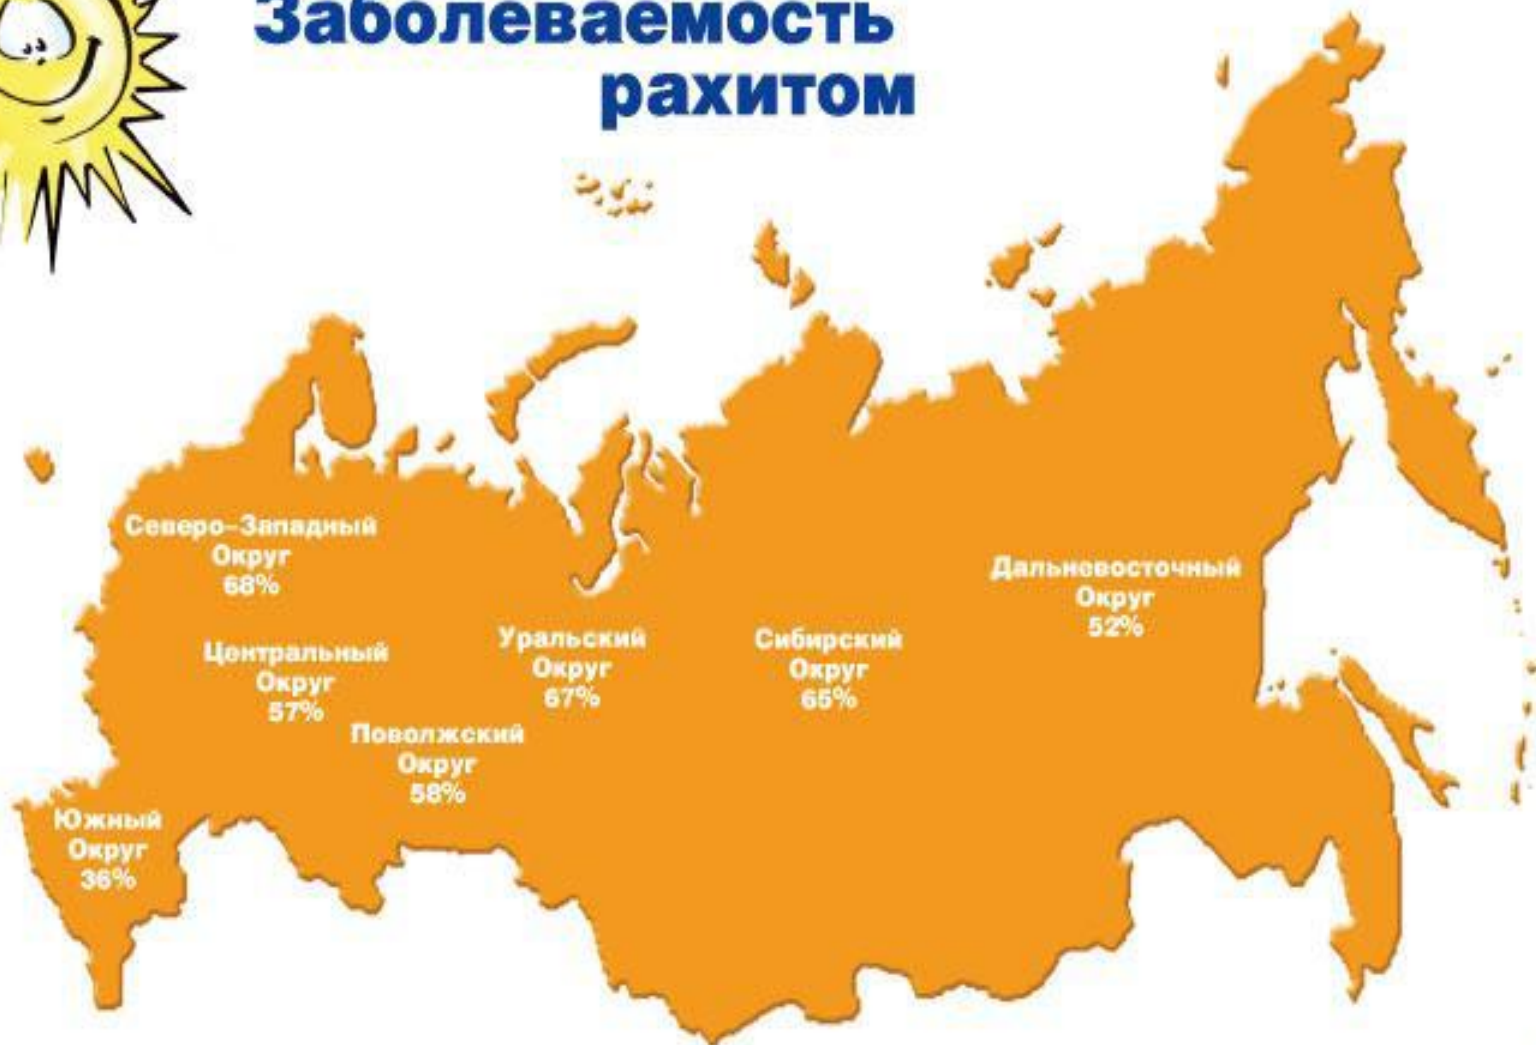 Заболеваемость
рахитом
Северо-Западный
Округ
68%
Центральный
Округ
57%
Поволжский
Округ
58%
Южный
Округ
36%
Уральский
Округ
67%
Сибирский
Округ
65%
Дальневосточный
Округ
52%